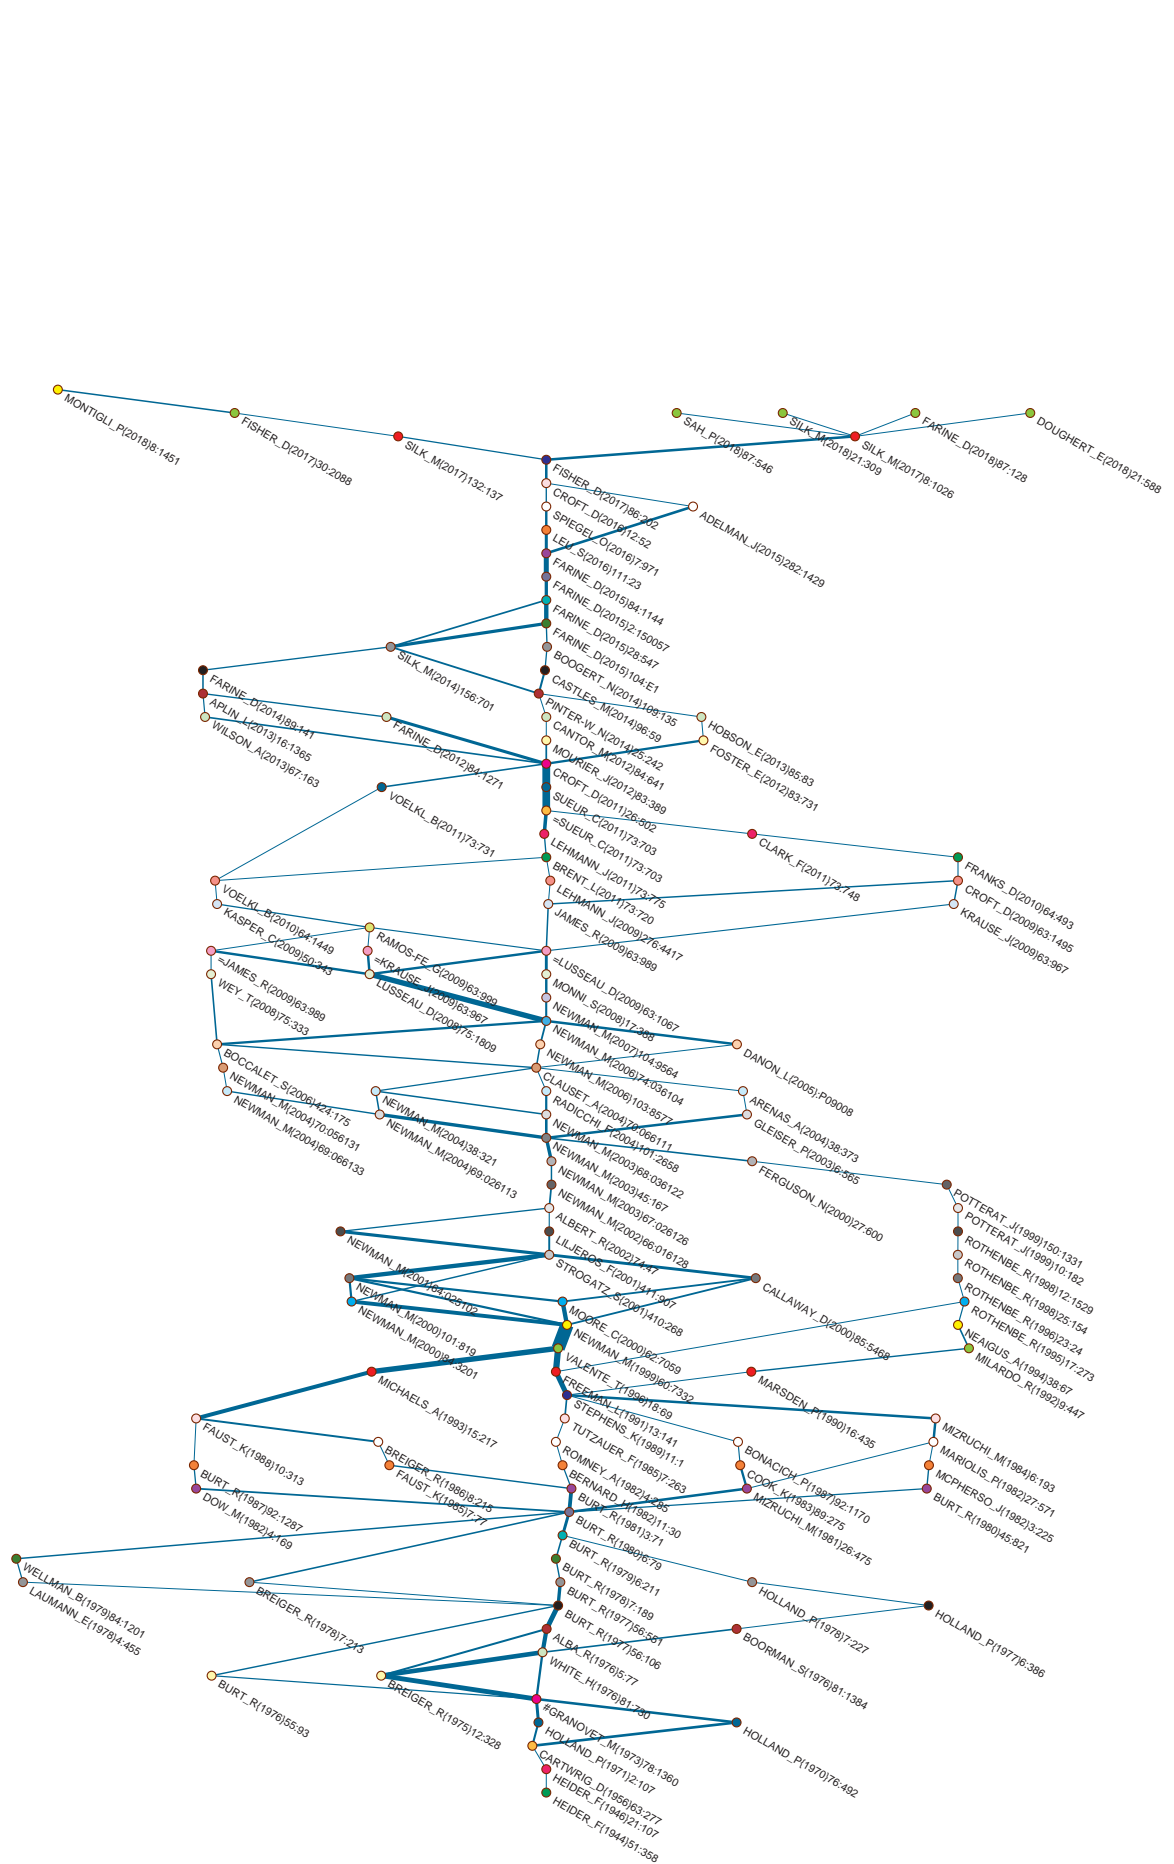 MONTIGLI_P(2018)8:1451
FISHER_D(2017)30:2088
SAH_P(2018)87:546
SILK_M(2018)21:309
FARINE_D(2018)87:128
DOUGHERT_E(2018)21:588
SILK_M(2017)132:137
SILK_M(2017)8:1026
FISHER_D(2017)86:202
CROFT_D(2016)12:52
SPIEGEL_O(2016)7:971
ADELMAN_J(2015)282:1429
LEU_S(2016)111:23
FARINE_D(2015)84:1144
FARINE_D(2015)2:150057
FARINE_D(2015)28:547
FARINE_D(2015)104:E1
SILK_M(2014)156:701
BOOGERT_N(2014)109:135
FARINE_D(2014)89:141
CASTLES_M(2014)96:59
APLIN_L(2013)16:1365
PINTER-W_N(2014)25:242
WILSON_A(2013)67:163
FARINE_D(2012)84:1271
CANTOR_M(2012)84:641
HOBSON_E(2013)85:83
MOURIER_J(2012)83:389
FOSTER_E(2012)83:731
CROFT_D(2011)26:502
VOELKL_B(2011)73:731
SUEUR_C(2011)73:703
=SUEUR_C(2011)73:703
LEHMANN_J(2011)73:775
CLARK_F(2011)73:748
BRENT_L(2011)73:720
FRANKS_D(2010)64:493
VOELKL_B(2010)64:1449
LEHMANN_J(2009)276:4417
CROFT_D(2009)63:1495
KASPER_C(2009)50:343
JAMES_R(2009)63:989
KRAUSE_J(2009)63:967
RAMOS-FE_G(2009)63:999
=JAMES_R(2009)63:989
=KRAUSE_J(2009)63:967
=LUSSEAU_D(2009)63:1067
WEY_T(2008)75:333
LUSSEAU_D(2008)75:1809
MONNI_S(2008)17:388
NEWMAN_M(2007)104:9564
NEWMAN_M(2006)74:036104
BOCCALET_S(2006)424:175
NEWMAN_M(2006)103:8577
DANON_L(2005):P09008
NEWMAN_M(2004)70:056131
CLAUSET_A(2004)70:066111
NEWMAN_M(2004)69:066133
NEWMAN_M(2004)38:321
RADICCHI_F(2004)101:2658
ARENAS_A(2004)38:373
NEWMAN_M(2004)69:026113
NEWMAN_M(2003)68:036122
GLEISER_P(2003)6:565
NEWMAN_M(2003)45:167
NEWMAN_M(2003)67:026126
FERGUSON_N(2000)27:600
NEWMAN_M(2002)66:016128
POTTERAT_J(1999)150:1331
ALBERT_R(2002)74:47
POTTERAT_J(1999)10:182
NEWMAN_M(2001)64:025102
LILJEROS_F(2001)411:907
ROTHENBE_R(1998)12:1529
STROGATZ_S(2001)410:268
ROTHENBE_R(1998)25:154
NEWMAN_M(2000)101:819
CALLAWAY_D(2000)85:5468
ROTHENBE_R(1996)23:24
NEWMAN_M(2000)84:3201
MOORE_C(2000)62:7059
ROTHENBE_R(1995)17:273
NEWMAN_M(1999)60:7332
NEAIGUS_A(1994)38:67
VALENTE_T(1996)18:69
MILARDO_R(1992)9:447
MICHAELS_A(1993)15:217
FREEMAN_L(1991)13:141
MARSDEN_P(1990)16:435
STEPHENS_K(1989)11:1
FAUST_K(1988)10:313
TUTZAUER_F(1985)7:263
MIZRUCHI_M(1984)6:193
BREIGER_R(1986)8:215
ROMNEY_A(1982)4:285
BONACICH_P(1987)92:1170
MARIOLIS_P(1982)27:571
BURT_R(1987)92:1287
FAUST_K(1985)7:77
BERNARD_H(1982)11:30
COOK_K(1983)89:275
MCPHERSO_J(1982)3:225
DOW_M(1982)4:169
BURT_R(1981)3:71
MIZRUCHI_M(1981)26:475
BURT_R(1980)45:821
BURT_R(1980)6:79
BURT_R(1979)6:211
WELLMAN_B(1979)84:1201
BURT_R(1978)7:189
LAUMANN_E(1978)4:455
BREIGER_R(1978)7:213
BURT_R(1977)56:551
HOLLAND_P(1978)7:227
BURT_R(1977)56:106
HOLLAND_P(1977)6:386
ALBA_R(1976)5:77
BOORMAN_S(1976)81:1384
WHITE_H(1976)81:730
BURT_R(1976)55:93
BREIGER_R(1975)12:328
#GRANOVET_M(1973)78:1360
HOLLAND_P(1971)2:107
HOLLAND_P(1970)76:492
CARTWRIG_D(1956)63:277
HEIDER_F(1946)21:107
HEIDER_F(1944)51:358